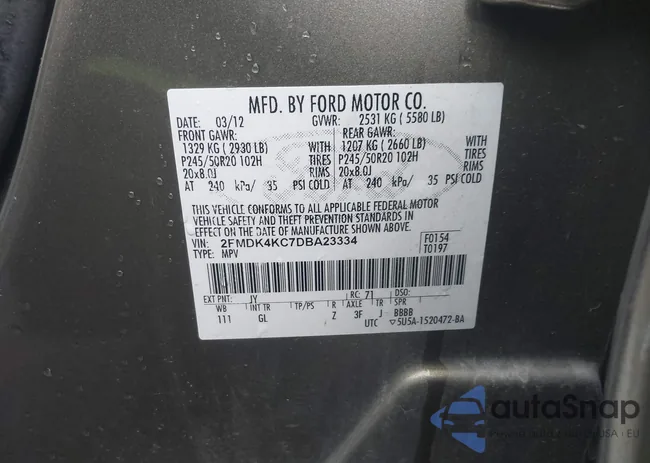 MFD. BY FORD MOTOR CO.
DATE: 03/12 GVWR: 2531 KG ( 5580 LB)
FRONT GAWR: REAR GAWR:
1329 KG ( 2930 LB) WITH 1207 KG ( 2660 LB) WITH
P245/50R20 102H TIRES P245/50R20 102H TIRES
20x8.0J RIMS 20x8.0J RIMS
AT 240 kPa/ 35 PSI COLD AT 240 kPa/ 35 PSI COLD
THIS VEHICLE CONFORMS TO ALL APPLICABLE FEDERAL MOTOR
VEHICLE SAFETY AND THEFT PREVENTION STANDARDS IN
EFFECT ON THE DATE OF MANUFACTURE SHOWN ABOVE.
VIN: 2FMDK4KC7DBA23334 F0154
TYPE: MPV T0197
EXT PNT: JY RC: 71 DSO:
WB INT TR TP/PS R AXLE TR SPR
111 GL Z 3F J BBBB
UTC ▽5U5A-1520472-BA
autoSnap